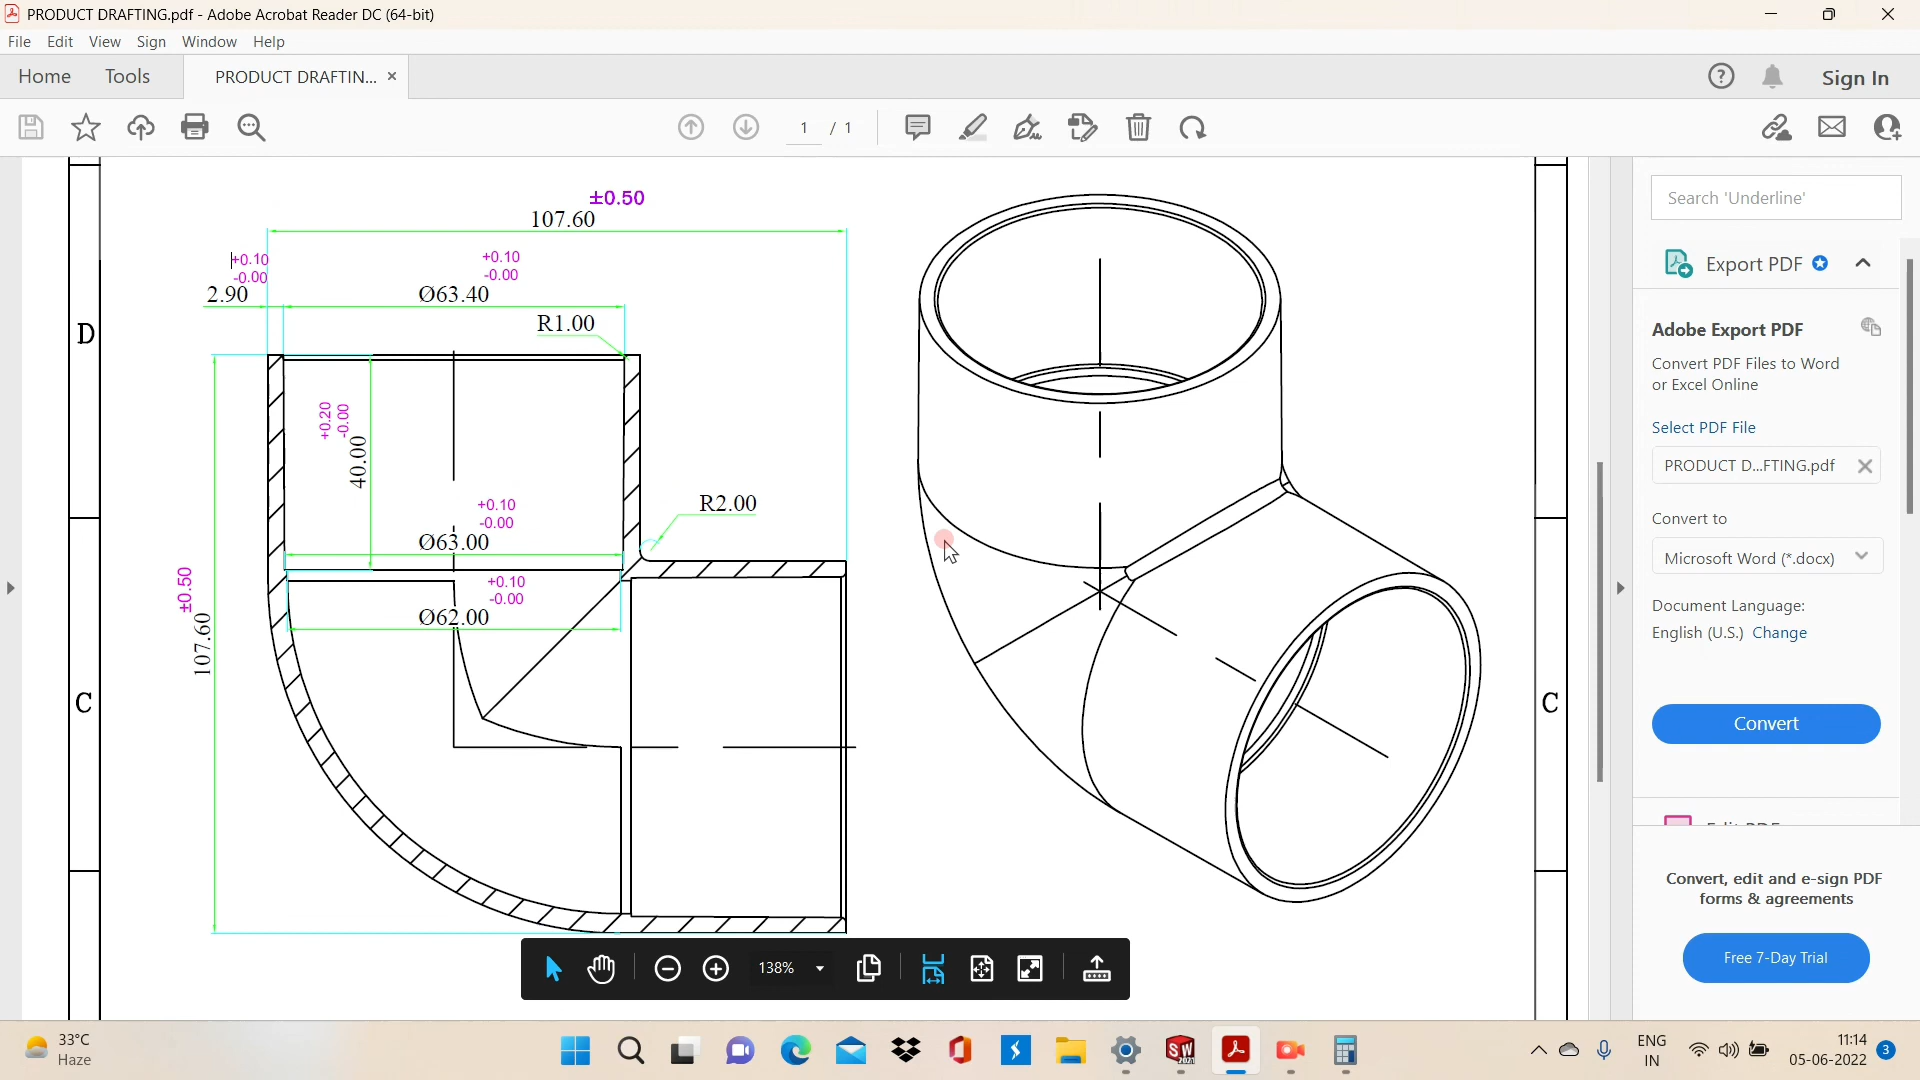 PRODUCT DRAFTING.pdf - Adobe Acrobat Reader DC (64-bit)
File Edit View Sign Window Help
Home Tools PRODUCT DRAFTIN... × Sign In
1 / 1
Search 'Underline'
±0.50
107.60
+0.10
-0.00
2.90
+0.10
-0.00
Ø63.40
R1.00
D
+0.20
-0.00
40.00
+0.10
-0.00
Ø63.00
R2.00
±0.50
107.60
+0.10
-0.00
Ø62.00
C
C
Export PDF
Adobe Export PDF
Convert PDF Files to Word
or Excel Online
Select PDF File
PRODUCT D...FTING.pdf
Convert to
Microsoft Word (*.docx)
Document Language:
English (U.S.) Change
Convert
Convert, edit and e-sign PDF
forms & agreements
Free 7-Day Trial
138%
33°C
Haze
SW
2021
ENG
IN
11:14
05-06-2022
3